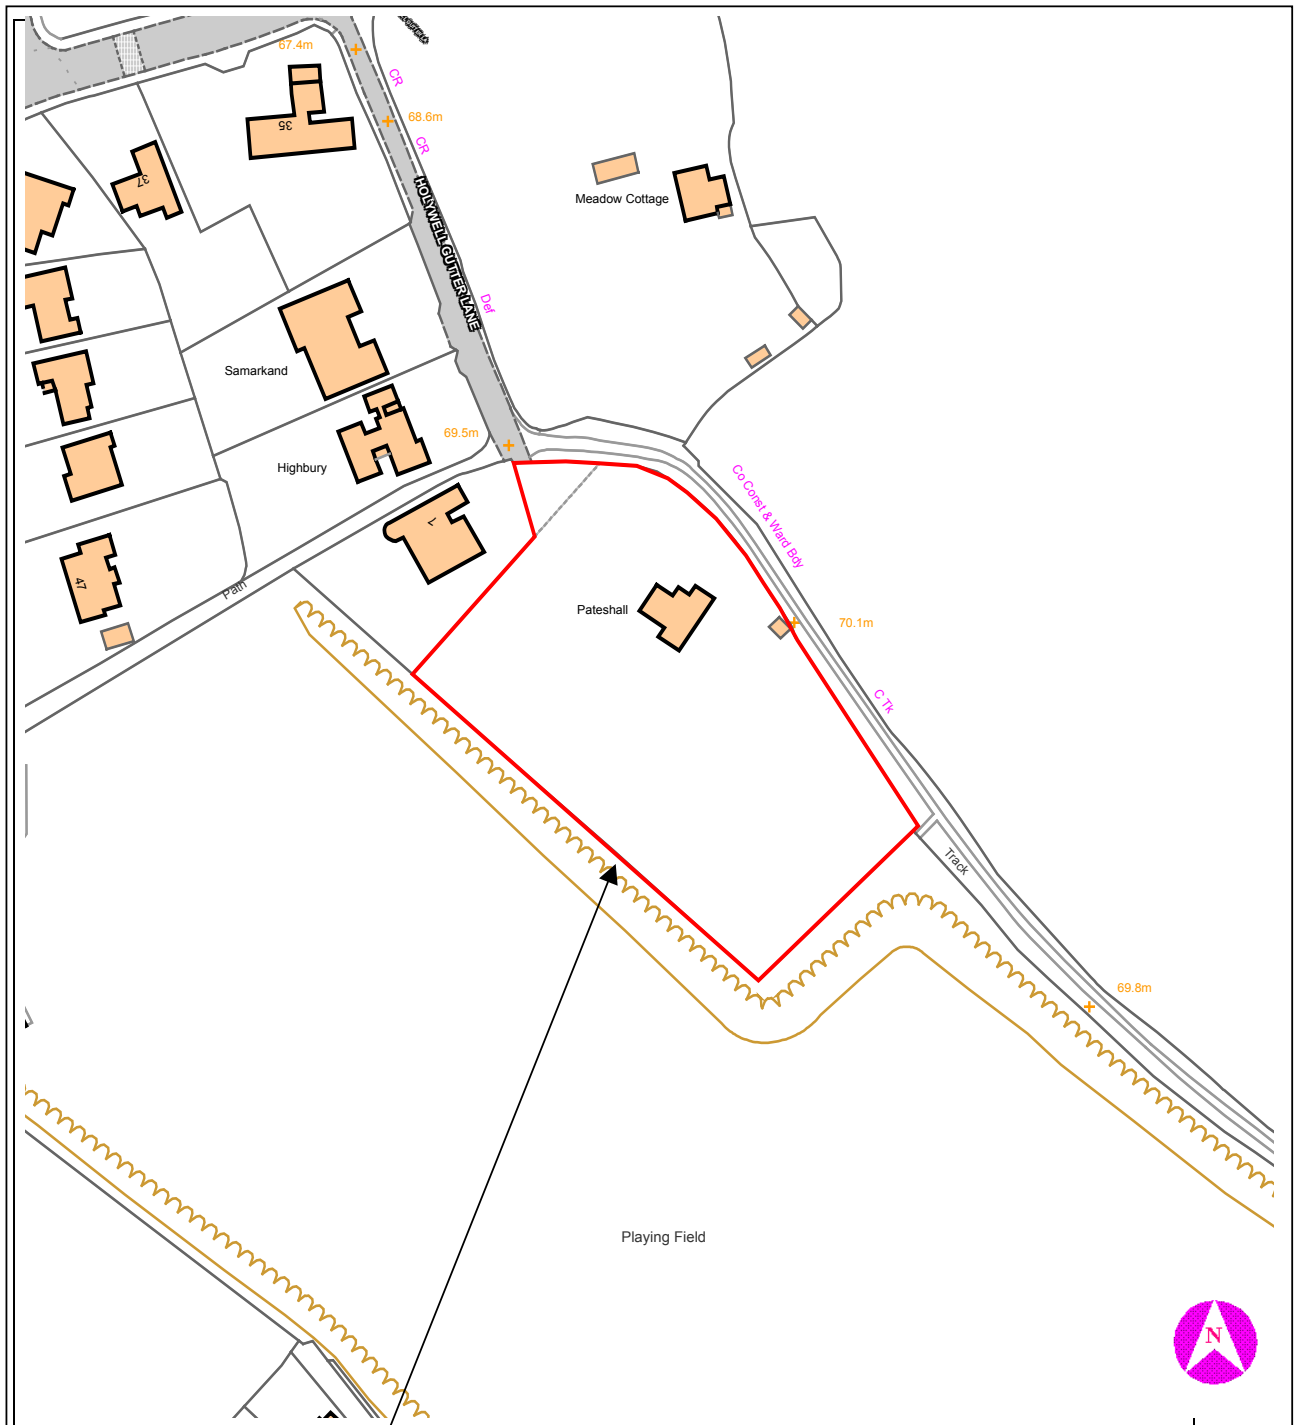 67.4m
CR
68.6m
CR
35
37
HOLYWELL GUTTER LANE
Meadow Cottage
Def
Samarkand
69.5m
Highbury
Co Const & Ward Bdy
1
47
Path
Pateshall
70.1m
C Tk
Track
69.8m
Playing Field
N